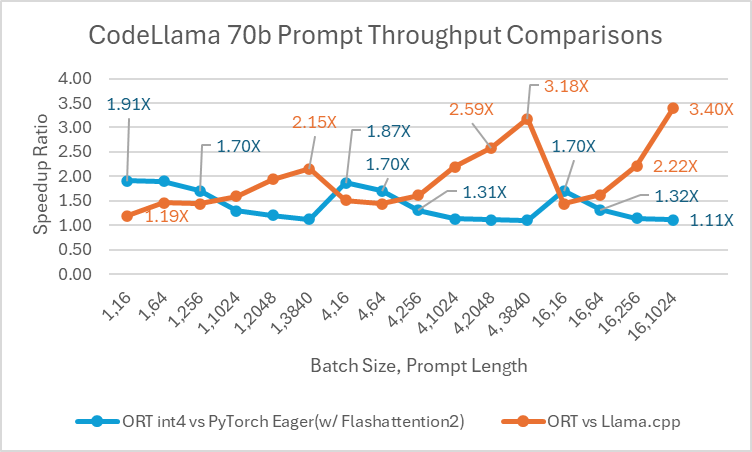 CodeLlama 70b Prompt Throughput Comparisons
Speedup Ratio
4.00
3.50
3.00
2.50
2.00
1.50
1.00
0.50
0.00
1.91X
1.70X
2.15X
1.87X
1.70X
1.31X
2.59X
3.18X
1.70X
3.40X
2.22X
1.32X
1.11X
1.19X
1,16
1,64
1,256
1,1024
1,2048
1,3840
4,16
4,64
4,256
4,1024
4,2048
4,3840
16,16
16,64
16,256
16,1024
Batch Size, Prompt Length
ORT int4 vs PyTorch Eager(w/ Flashattention2)
ORT vs Llama.cpp